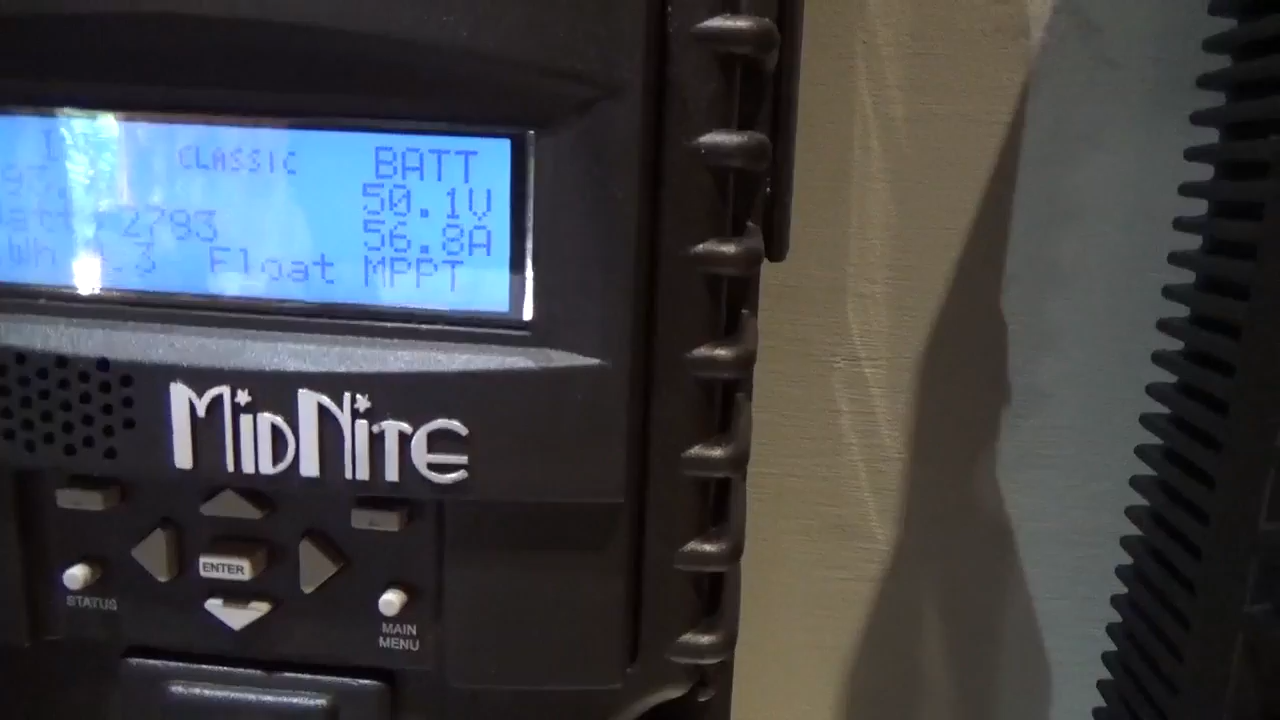 CLASSIC BATT
50.1V
2793
56.8A
Float MPPT
MIDNITE
ENTER
STATUS
MAIN
MENU